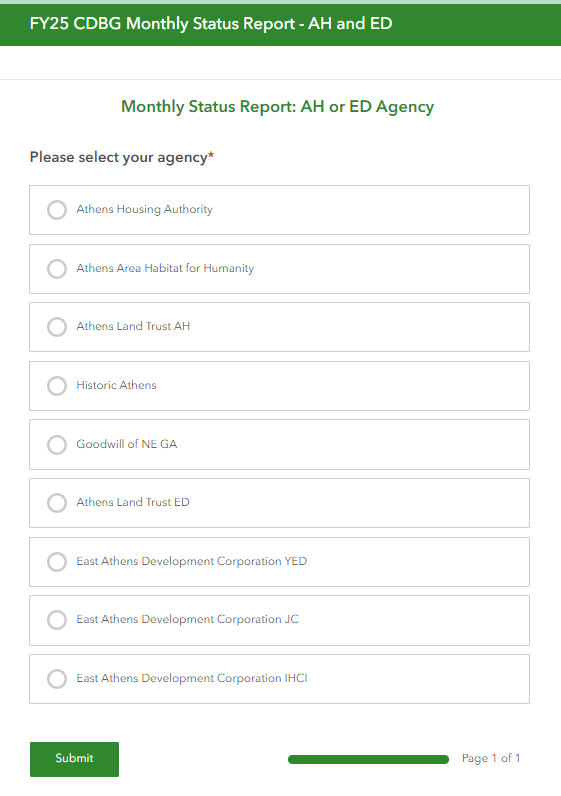 FY25 CDBG Monthly Status Report - AH and ED
Monthly Status Report: AH or ED Agency
Please select your agency*
Athens Housing Authority
Athens Area Habitat for Humanity
Athens Land Trust AH
Historic Athens
Goodwill of NE GA
Athens Land Trust ED
East Athens Development Corporation YED
East Athens Development Corporation JC
East Athens Development Corporation IHCI
Submit
Page 1 of 1